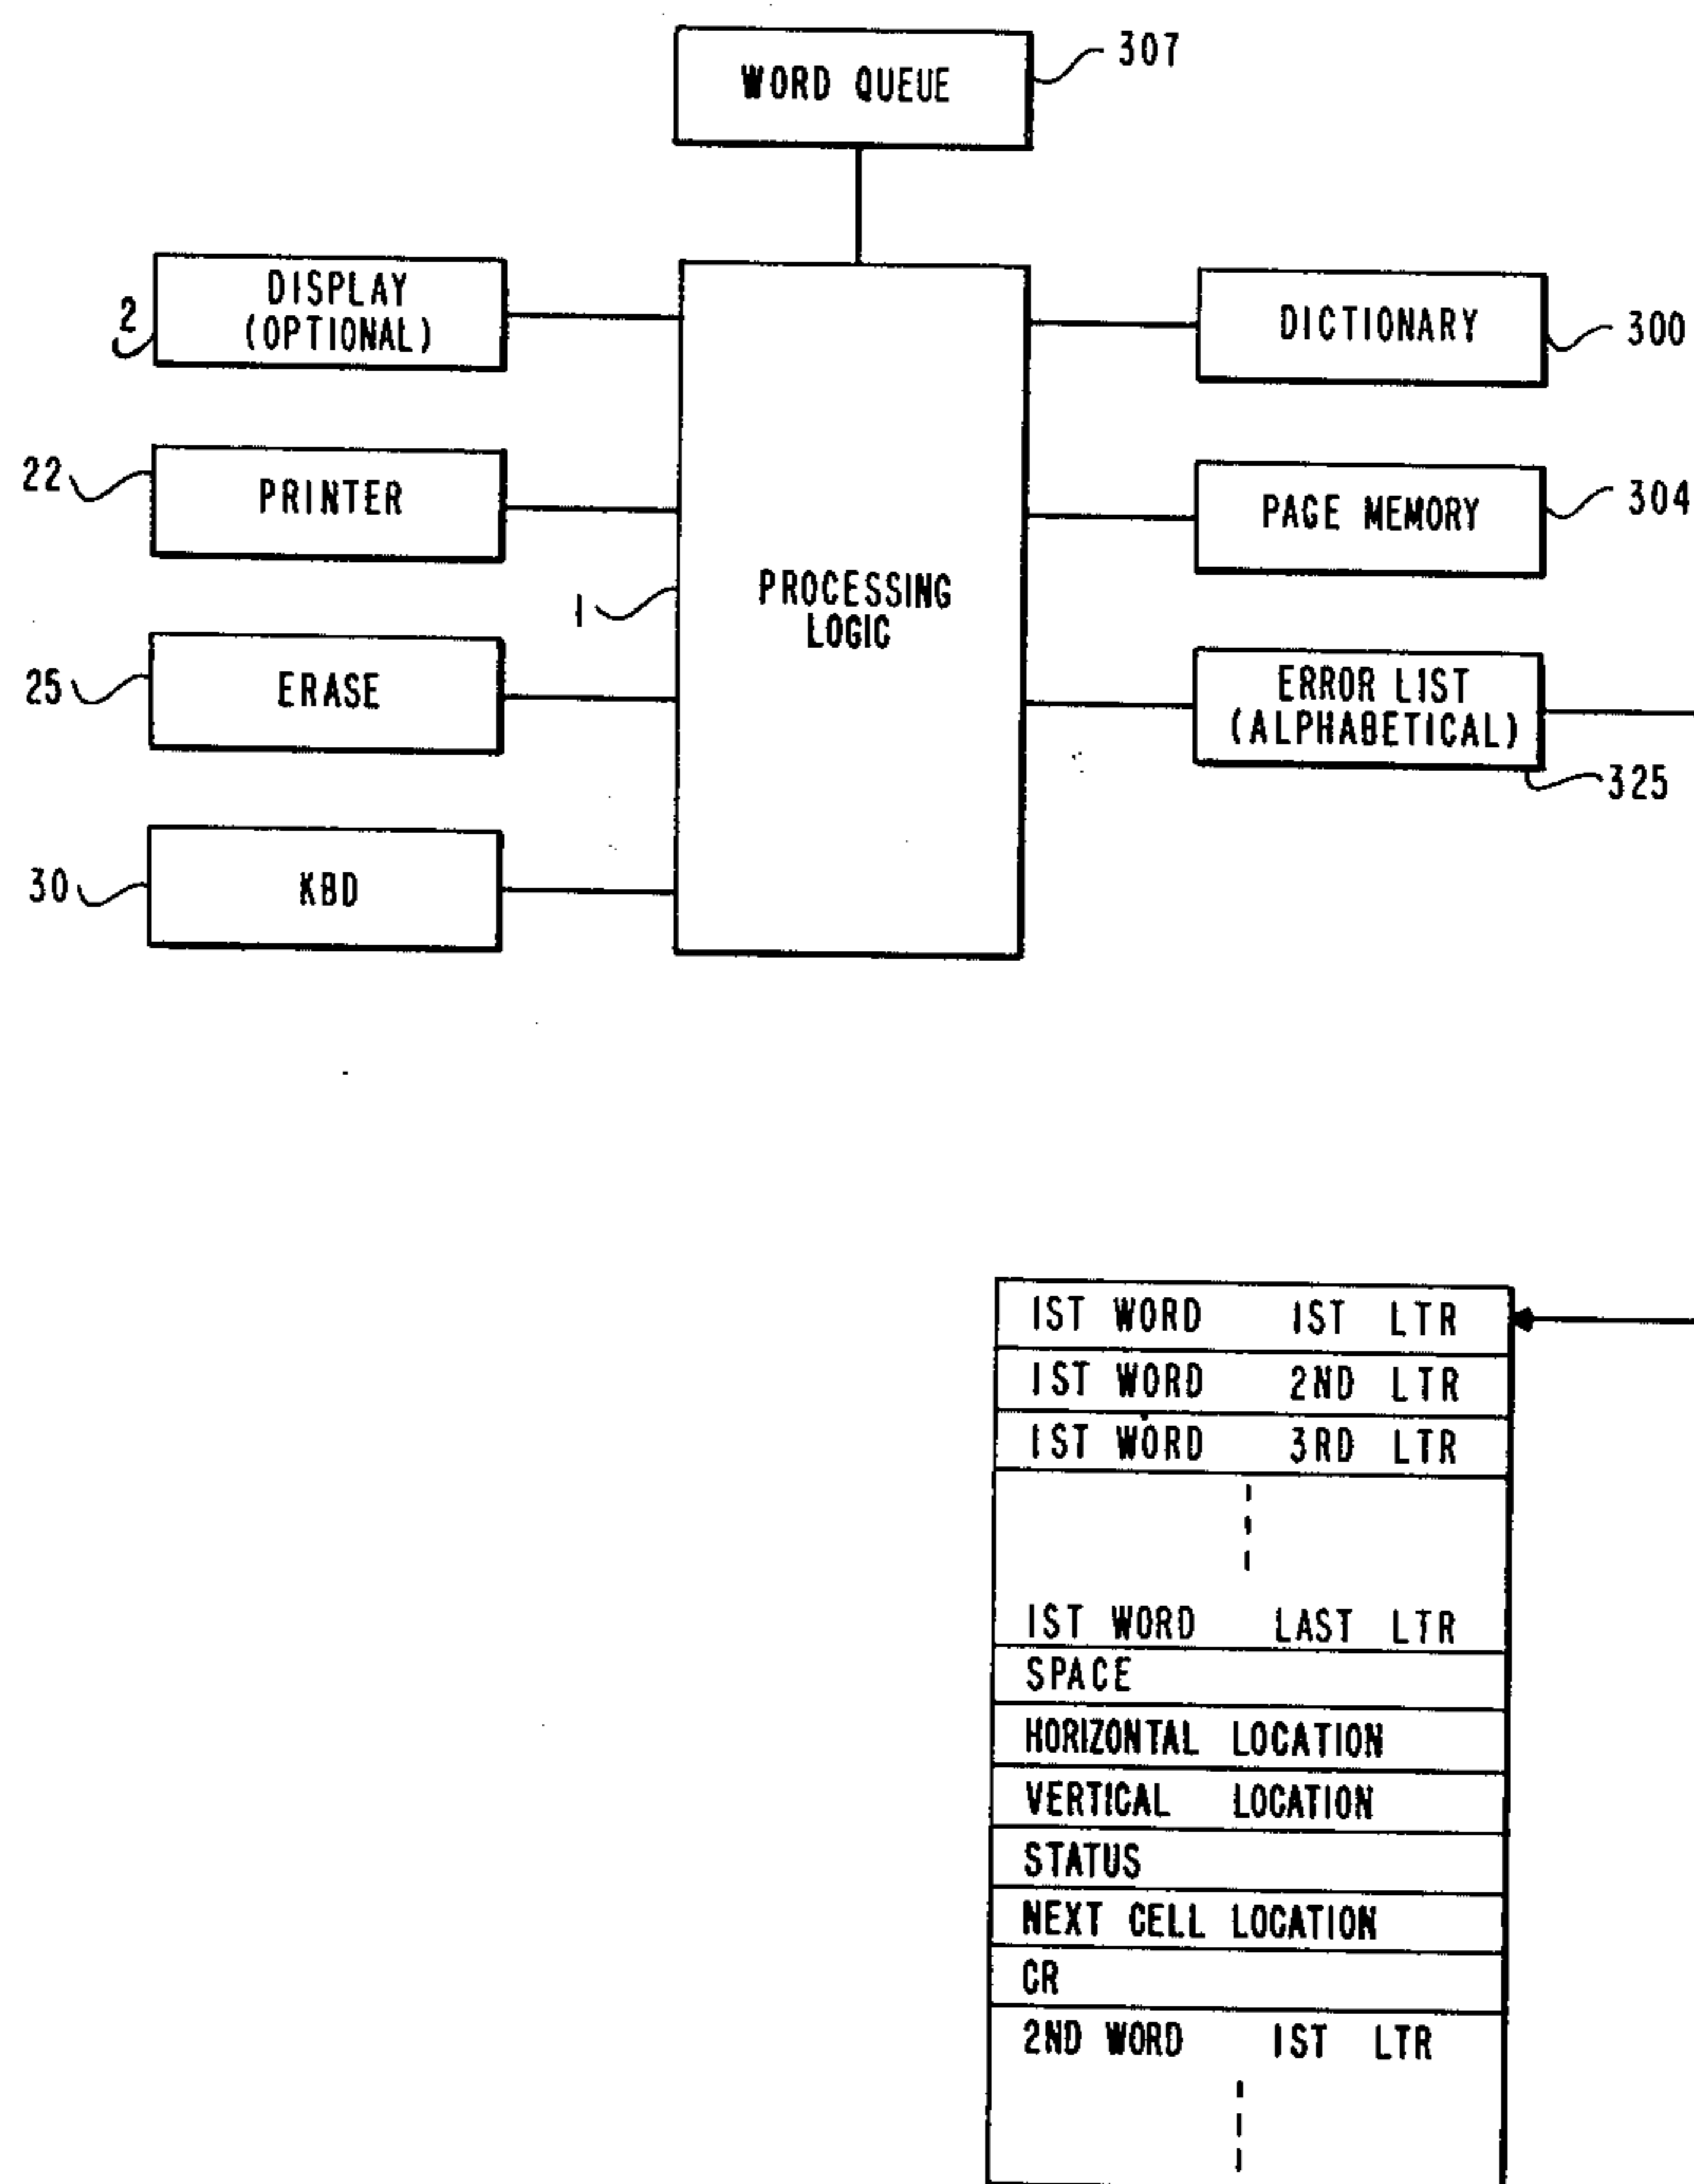 WORD QUEUE
307
DISPLAY
(OPTIONAL)
2
DICTIONARY
300
22
PRINTER
PAGE MEMORY
304
1
PROCESSING
LOGIC
25
ERASE
ERROR LIST
(ALPHABETICAL)
325
30
KBD
1ST WORD 1ST LTR
1ST WORD 2ND LTR
1ST WORD 3RD LTR
1ST WORD LAST LTR
SPACE
HORIZONTAL LOCATION
VERTICAL LOCATION
STATUS
NEXT CELL LOCATION
CR
2ND WORD 1ST LTR